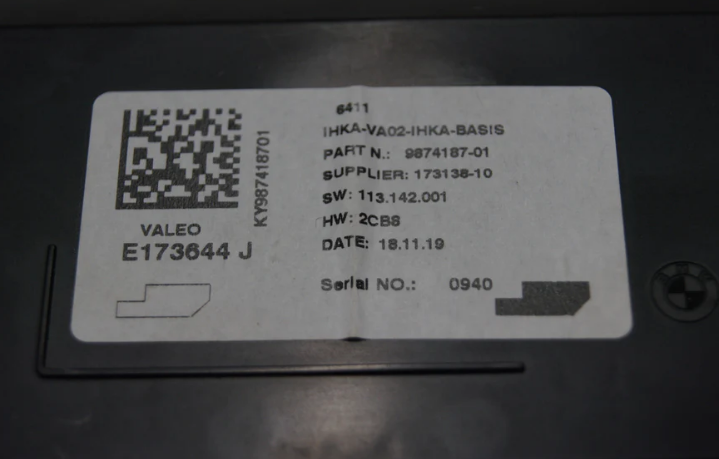 6411
IHKA-VA02-IHKA-BASIS
PART N.: 9874187-01
SUPPLIER: 173138-10
SW: 113.142.001
HW: 2CB8
DATE: 18.11.19
Serial NO.: 0940
KY987418701
VALEO
E173644 J